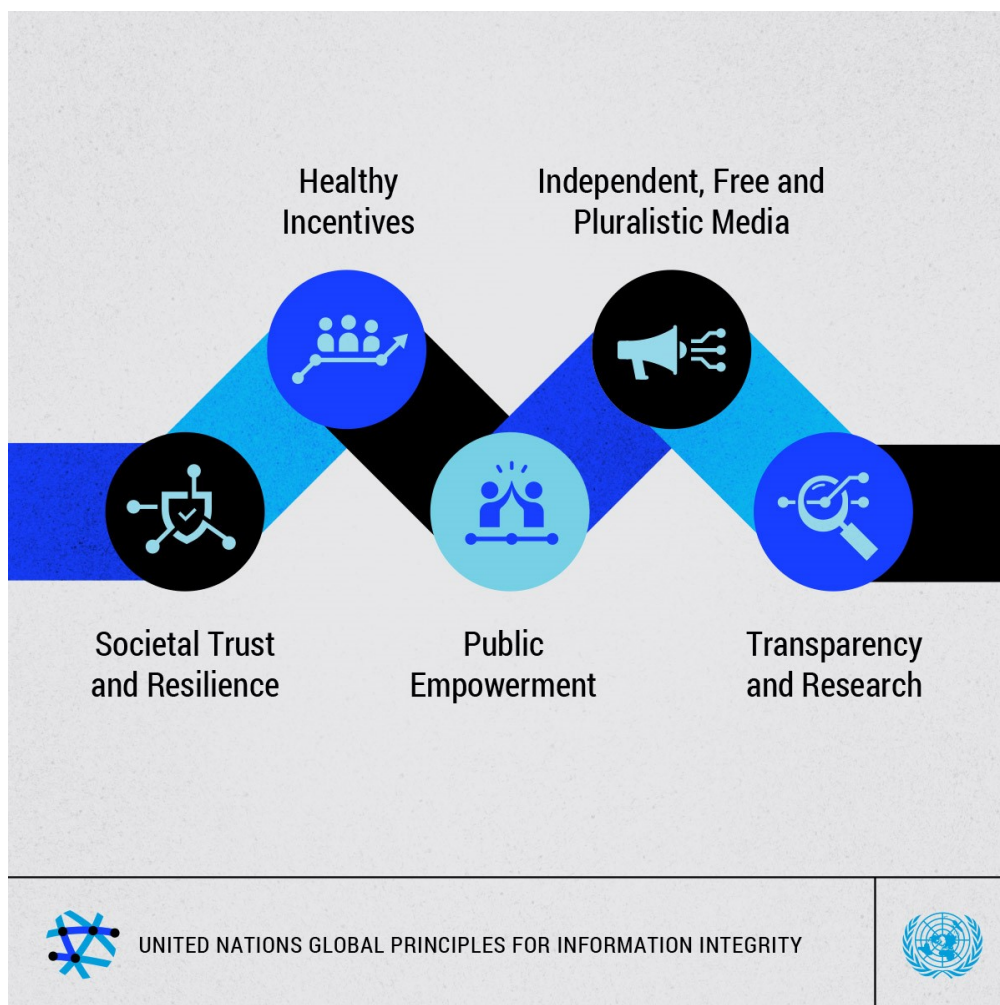 Healthy
Incentives
Independent, Free and
Pluralistic Media
Societal Trust
and Resilience
Public
Empowerment
Transparency
and Research
UNITED NATIONS GLOBAL PRINCIPLES FOR INFORMATION INTEGRITY